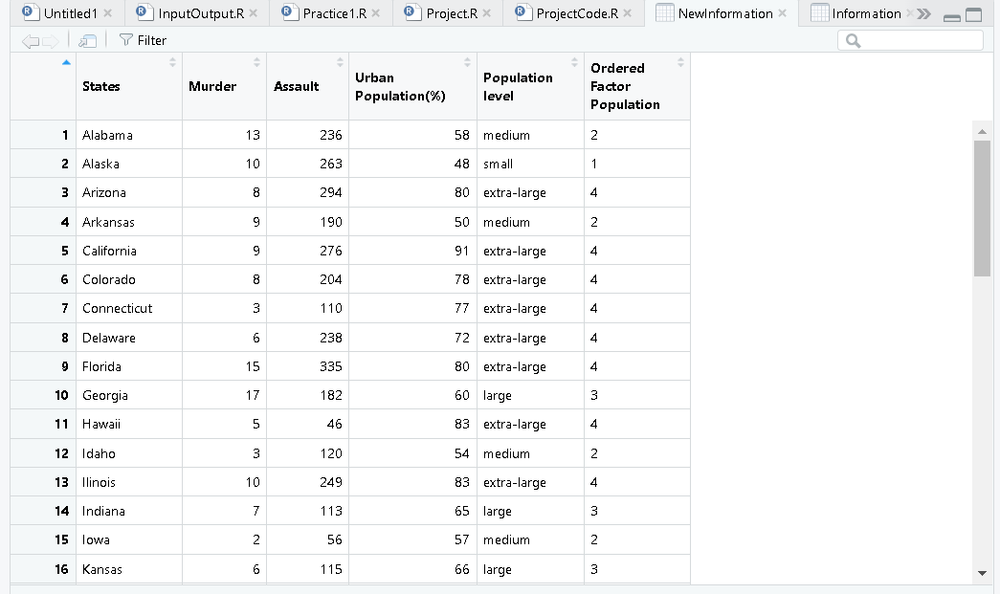 Untitled1 InputOutput.R Practice1.R Project.R ProjectCode.R NewInformation Information
Filter
States Murder Assault Urban Population(%) Population level Ordered Factor Population
1 Alabama 13 236 58 medium 2
2 Alaska 10 263 48 small 1
3 Arizona 8 294 80 extra-large 4
4 Arkansas 9 190 50 medium 2
5 California 9 276 91 extra-large 4
6 Colorado 8 204 78 extra-large 4
7 Connecticut 3 110 77 extra-large 4
8 Delaware 6 238 72 extra-large 4
9 Florida 15 335 80 extra-large 4
10 Georgia 17 182 60 large 3
11 Hawaii 5 46 83 extra-large 4
12 Idaho 3 120 54 medium 2
13 Ilinois 10 249 83 extra-large 4
14 Indiana 7 113 65 large 3
15 Iowa 2 56 57 medium 2
16 Kansas 6 115 66 large 3